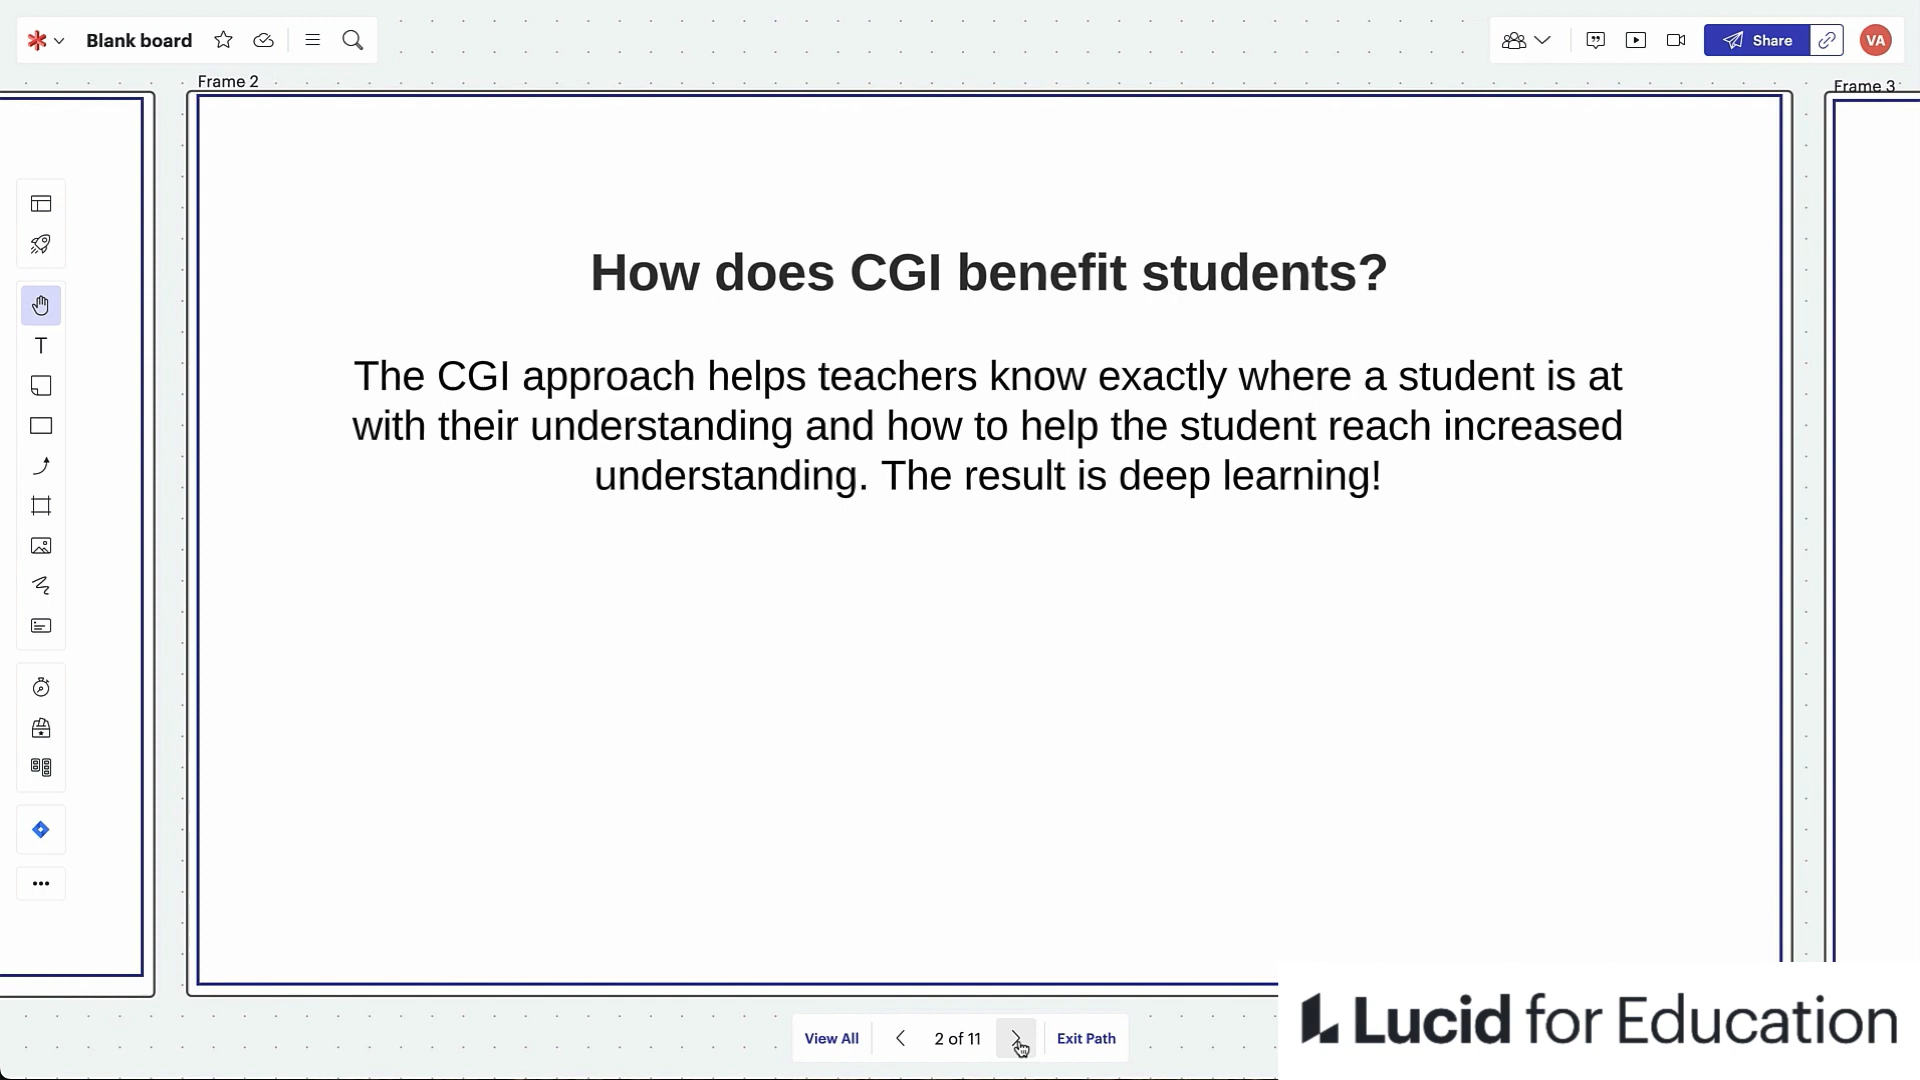 Blank board
Share
VA
Frame 2
Frame 3
How does CGI benefit students?
The CGI approach helps teachers know exactly where a student is at
with their understanding and how to help the student reach increased
understanding. The result is deep learning!
T
View All
2 of 11
Exit Path
Lucid for Education